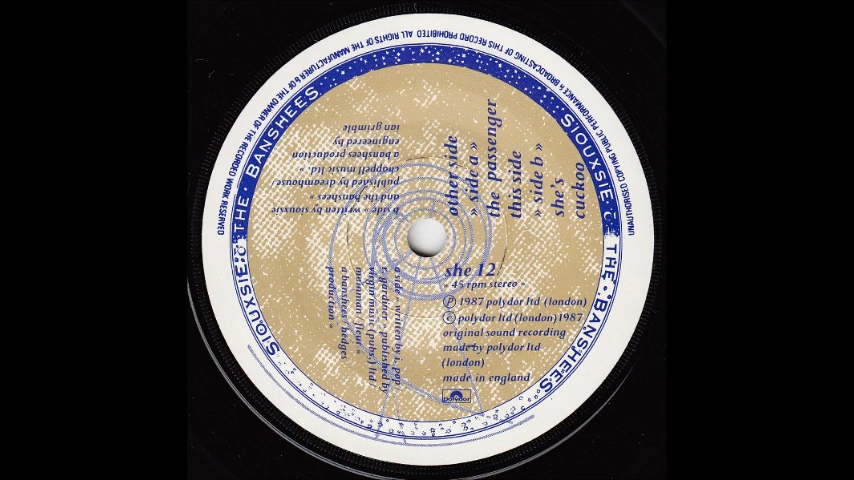 UNAUTHORISED COPYING PUBLIC PERFORMANCE & BROADCASTING OF THIS RECORD PROHIBITED ALL RIGHTS OF THE MANUFACTURER & OF THE OWNER OF THE RECORDED WORK RESERVED
SIOUXSIE & THE · BANSHEES
SIOUXSIE & THE · BANSHEES
other side
» side a »
the passenger
this side
» side b »
she's
cuckoo
b side » written by siouxsie
and the banshees
published by dreamhouse/
chappell music ltd. »
a banshees production
engineered by
ian grimble
a side » written by i. pop/
r. gardiner » published by
virgin music (pubs.) ltd./
mainman / fleur »
a banshees / hedges
production »
she 12
» 45 rpm stereo »
℗ 1987 polydor ltd (london)
© polydor ltd (london) 1987
original sound recording
made by polydor ltd
(london)
made in england
polydor